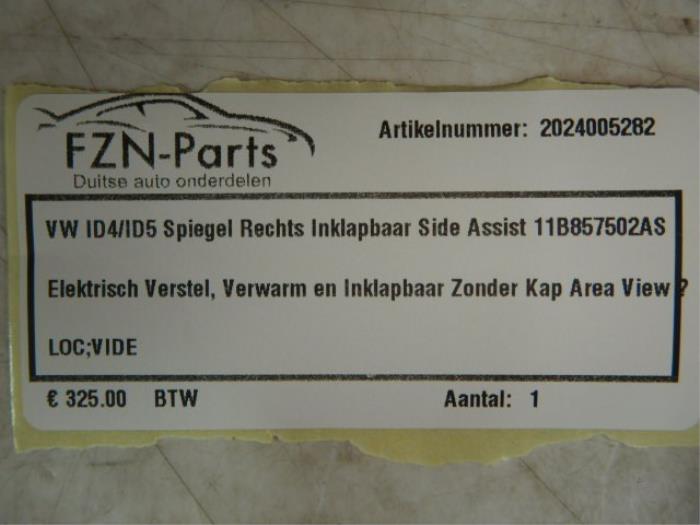 FZN-Parts
Duitse auto onderdelen
Artikelnummer: 2024005282
VW ID4/ID5 Spiegel Rechts Inklapbaar Side Assist 11B857502AS
Elektrisch Verstel, Verwarm en Inklapbaar Zonder Kap Area View ?
LOC;VIDE
€ 325.00 BTW Aantal: 1